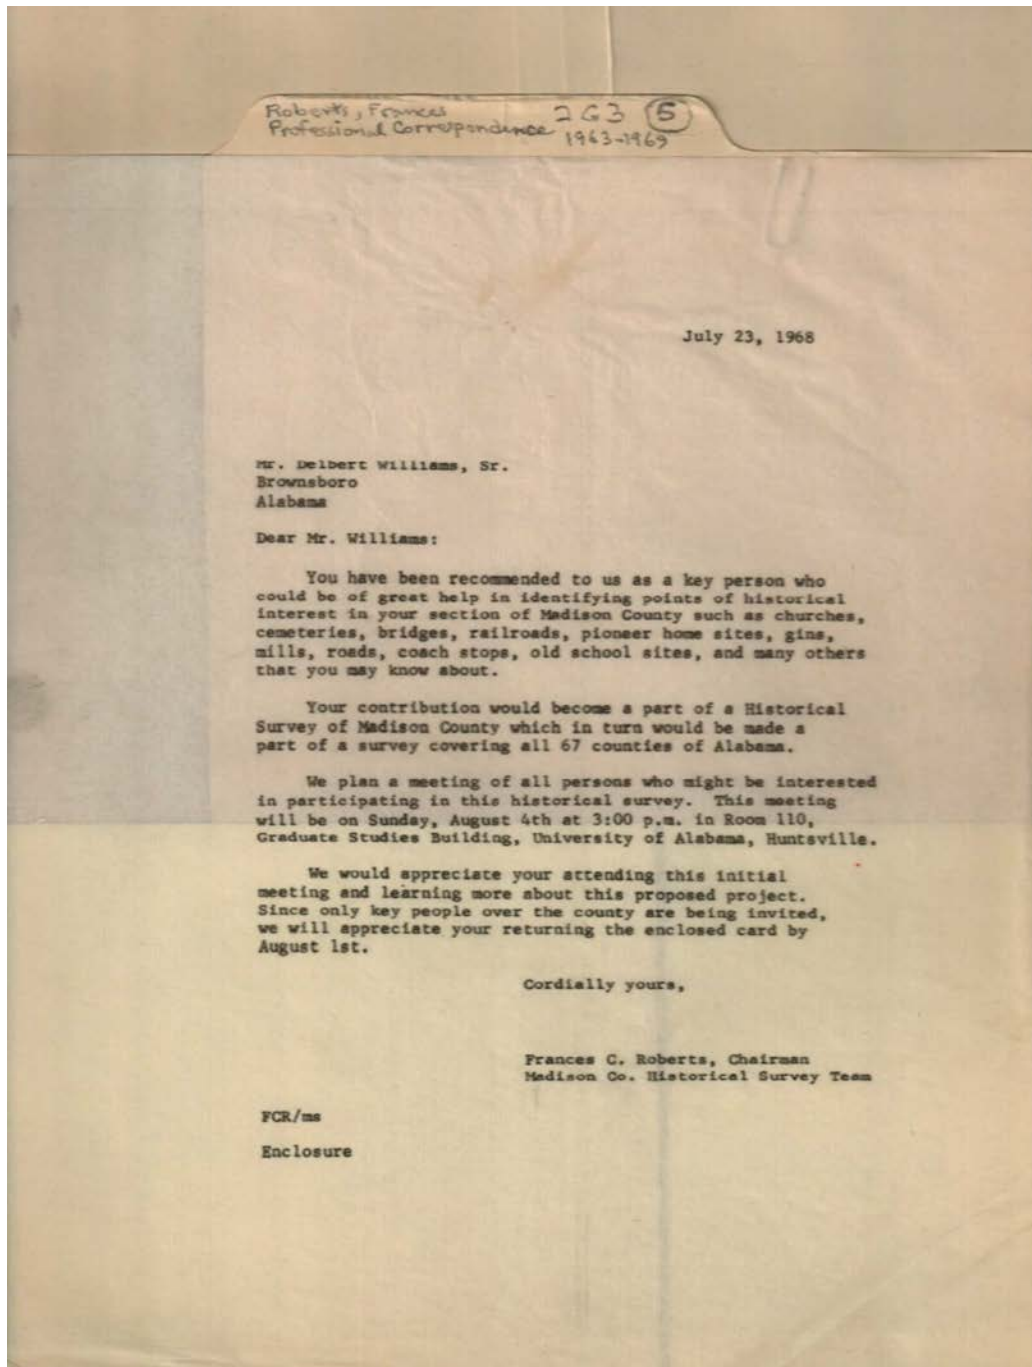 Roberts, Frances 2G3 (5)
Professional Correspondence 1963-1969
July 23, 1968
Mr. Delbert Williams, Sr.
Brownsboro
Alabama
Dear Mr. Williams:
You have been recommended to us as a key person who
could be of great help in identifying points of historical
interest in your section of Madison County such as churches,
cemeteries, bridges, railroads, pioneer home sites, gins,
mills, roads, coach stops, old school sites, and many others
that you may know about.
Your contribution would become a part of a Historical
Survey of Madison County which in turn would be made a
part of a survey covering all 67 counties of Alabama.
We plan a meeting of all persons who might be interested
in participating in this historical survey. This meeting
will be on Sunday, August 4th at 3:00 p.m. in Room 110,
Graduate Studies Building, University of Alabama, Huntsville.
We would appreciate your attending this initial
meeting and learning more about this proposed project.
Since only key people over the county are being invited,
we will appreciate your returning the enclosed card by
August 1st.
Cordially yours,
Frances C. Roberts, Chairman
Madison Co. Historical Survey Team
FCR/ms
Enclosure